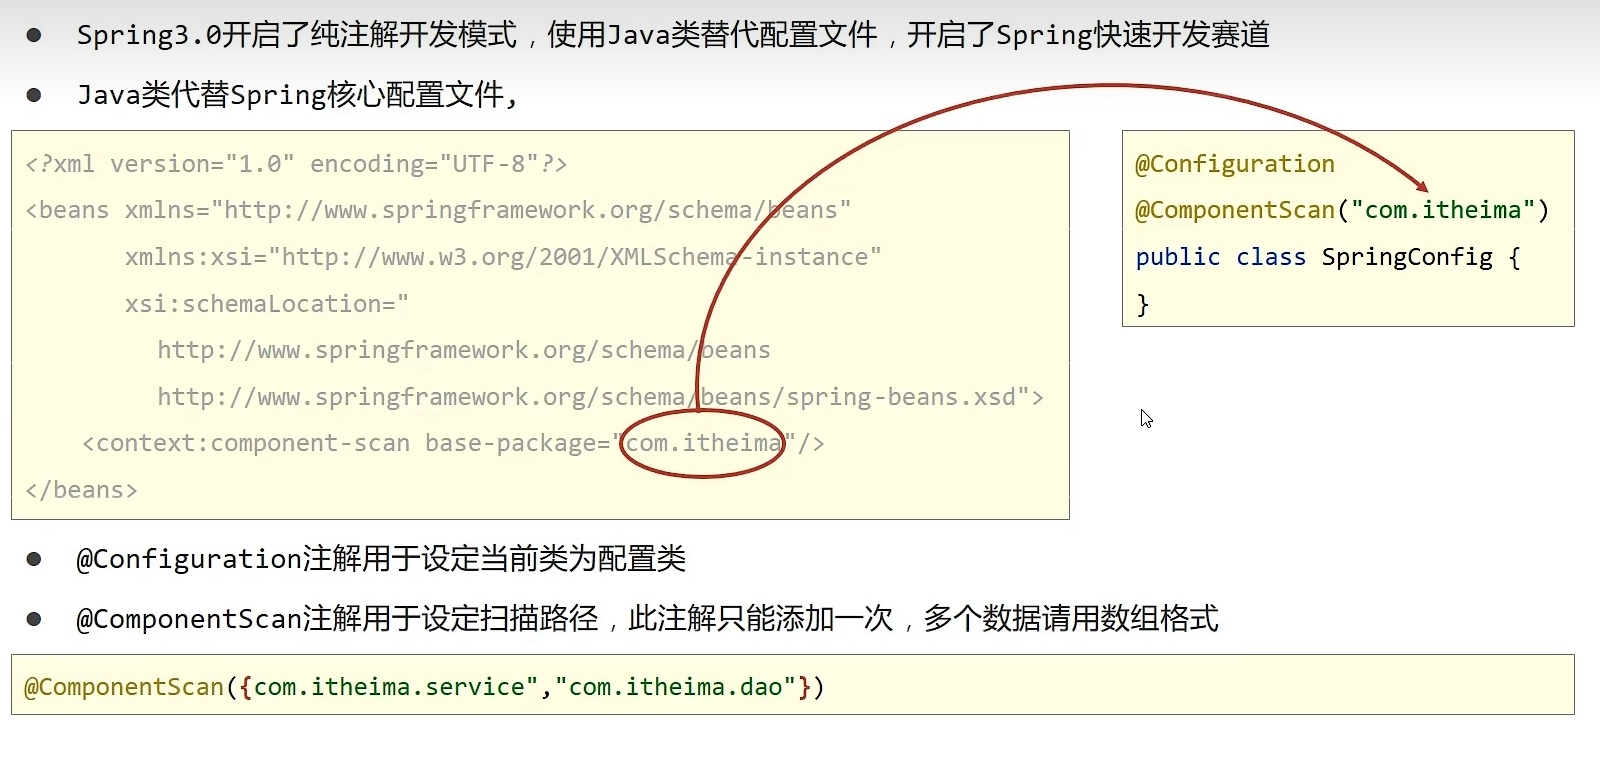 ● Spring3.0开启了纯注解开发模式，使用Java类替代配置文件，开启了Spring快速开发赛道
● Java类代替Spring核心配置文件,
<?xml version="1.0" encoding="UTF-8"?>
<beans xmlns="http://www.springframework.org/schema/beans"
xmlns:xsi="http://www.w3.org/2001/XMLSchema-instance"
xsi:schemaLocation="
http://www.springframework.org/schema/beans
http://www.springframework.org/schema/beans/spring-beans.xsd">
<context:component-scan base-package="com.itheima"/>
</beans>
@Configuration
@ComponentScan("com.itheima")
public class SpringConfig {
}
● @Configuration注解用于设定当前类为配置类
● @ComponentScan注解用于设定扫描路径，此注解只能添加一次，多个数据请用数组格式
@ComponentScan({com.itheima.service","com.itheima.dao"})